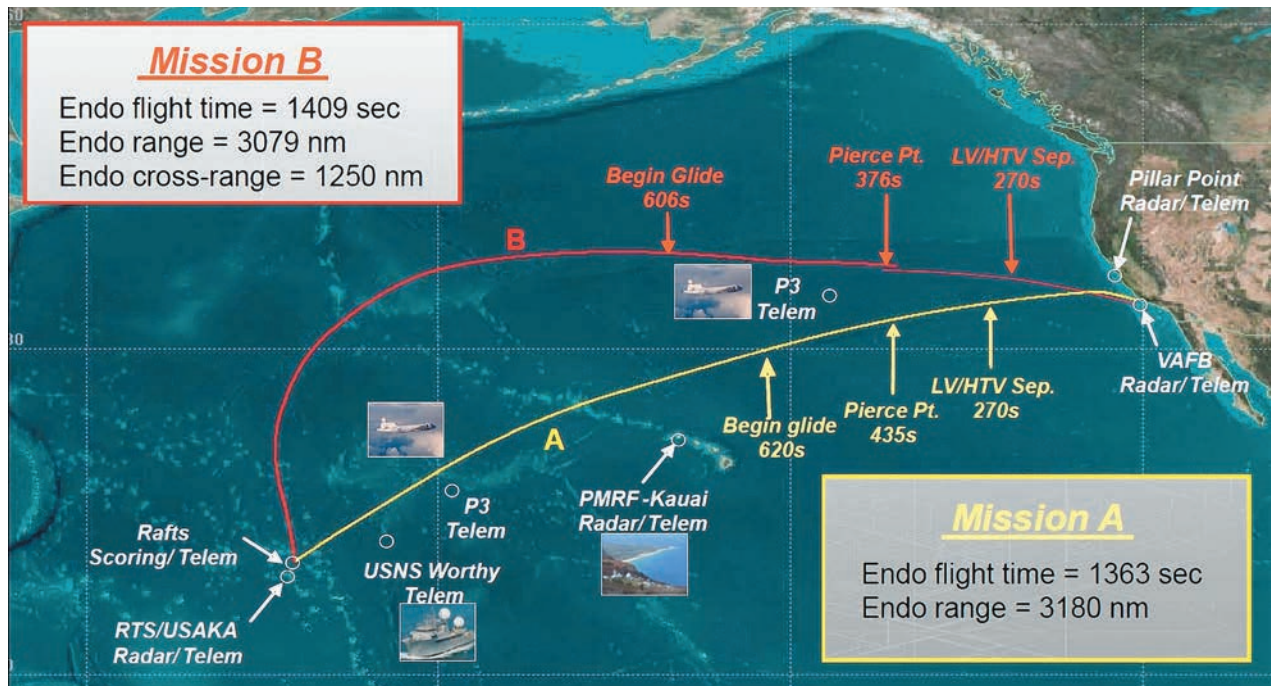 Mission B
Endo flight time = 1409 sec
Endo range = 3079 nm
Endo cross-range = 1250 nm
Begin Glide
606s
Pierce Pt.
376s
LV/HTV Sep.
270s
Pillar Point
Radar/Telem
B
P3
Telem
30
VAFB
Radar/Telem
LV/HTV Sep.
270s
Pierce Pt.
435s
Begin glide
620s
A
PMRF-Kauai
Radar/Telem
P3
Telem
USNS Worthy
Telem
Rafts
Scoring/Telem
RTS/USAKA
Radar/Telem
Mission A
Endo flight time = 1363 sec
Endo range = 3180 nm